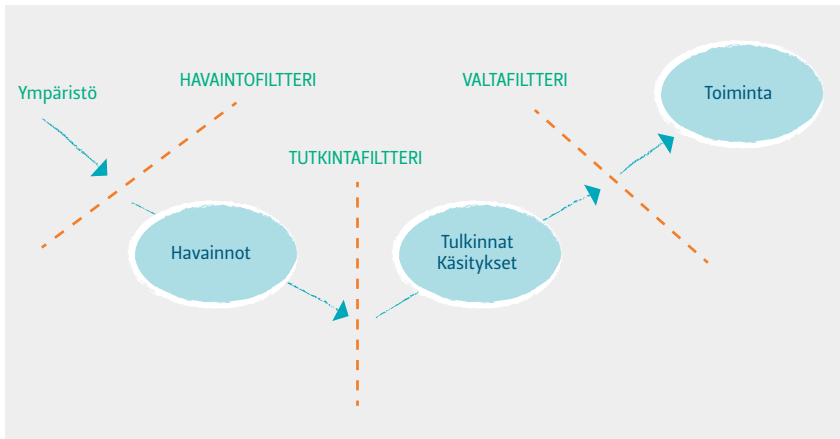 Ympäristö
HAVAINTOFILTTERI
Havainnot
TUTKINTAFILTTERI
Tulkinnat
Käsitykset
VALTAFILTTERI
Toiminta